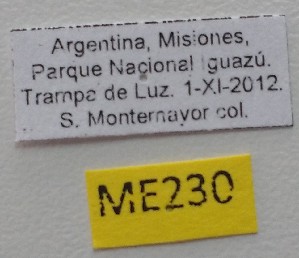 Argentina, Misiones,
Parque Nacional Iguazú.
Trampa de Luz. 1-XI-2012.
S. Montemayor col.
ME230